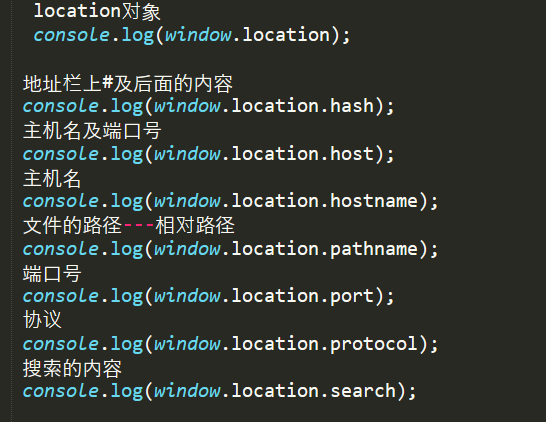 location对象
console.log(window.location);
地址栏上#及后面的内容
console.log(window.location.hash);
主机名及端口号
console.log(window.location.host);
主机名
console.log(window.location.hostname);
文件的路径---相对路径
console.log(window.location.pathname);
端口号
console.log(window.location.port);
协议
console.log(window.location.protocol);
搜索的内容
console.log(window.location.search);